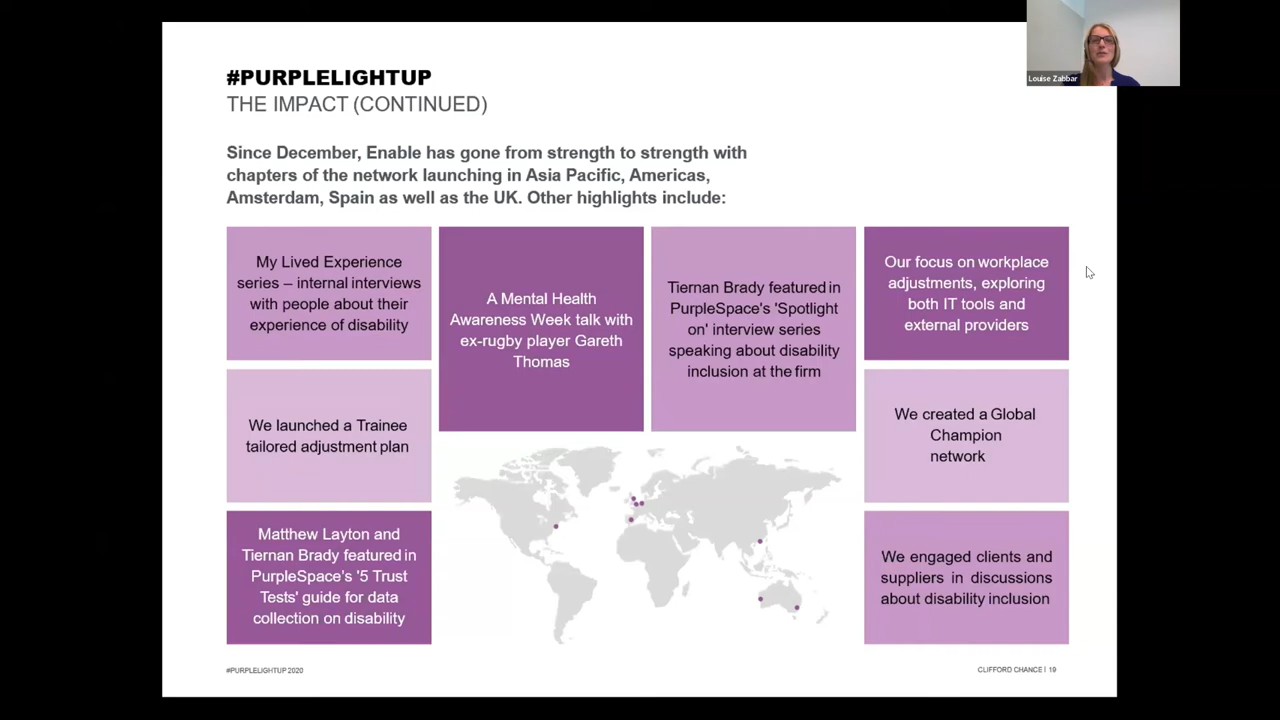 #PURPLELIGHTUP
THE IMPACT (CONTINUED)
Louise Zabbar
Since December, Enable has gone from strength to strength with
chapters of the network launching in Asia Pacific, Americas,
Amsterdam, Spain as well as the UK. Other highlights include:
My Lived Experience
series – internal interviews
with people about their
experience of disability
A Mental Health
Awareness Week talk with
ex-rugby player Gareth
Thomas
Tiernan Brady featured in
PurpleSpace's 'Spotlight
on' interview series
speaking about disability
inclusion at the firm
Our focus on workplace
adjustments, exploring
both IT tools and
external providers
We launched a Trainee
tailored adjustment plan
We created a Global
Champion
network
Matthew Layton and
Tiernan Brady featured in
PurpleSpace's '5 Trust
Tests' guide for data
collection on disability
We engaged clients and
suppliers in discussions
about disability inclusion
#PURPLELIGHTUP 2020
CLIFFORD CHANCE | 19